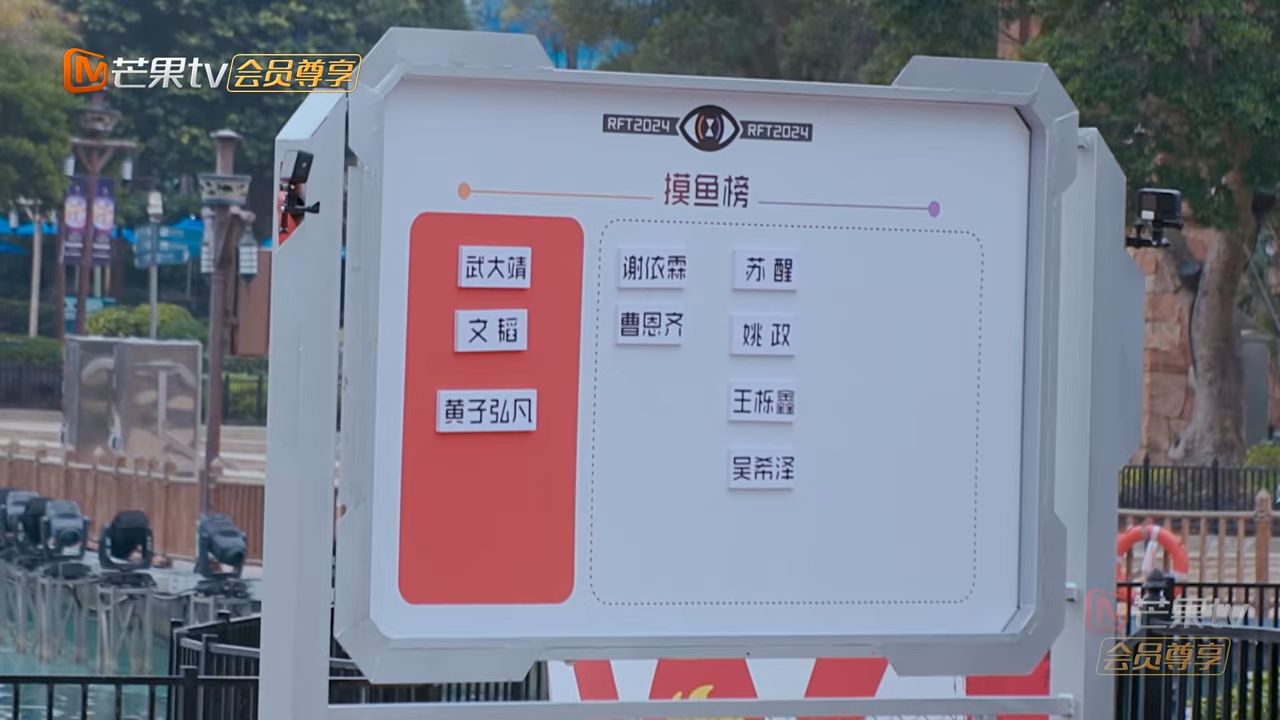 芒果tv 会员尊享
RFT2024 RFT2024
摸鱼榜
武大靖
文韬
黄子弘凡
谢依霖
曹恩齐
苏醒
姚政
王栎鑫
吴希泽
芒果tv
会员尊享